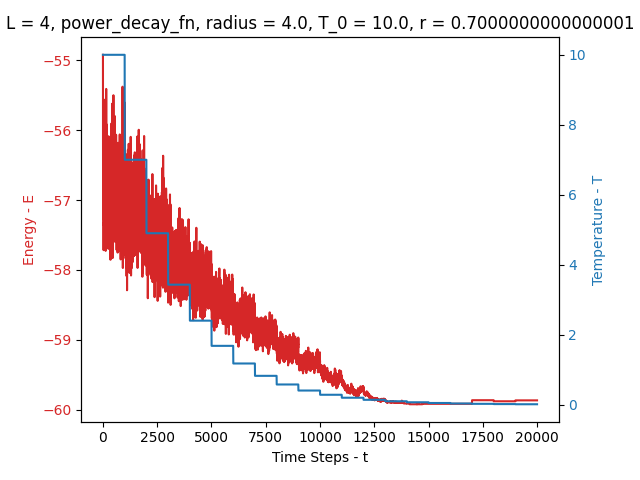 L = 4, power_decay_fn, radius = 4.0, T_0 = 10.0, r = 0.7000000000000001
−55
−56
−57
−58
−59
−60
Energy - E
10
8
6
4
2
0
Temperature - T
0 2500 5000 7500 10000 12500 15000 17500 20000
Time Steps - t